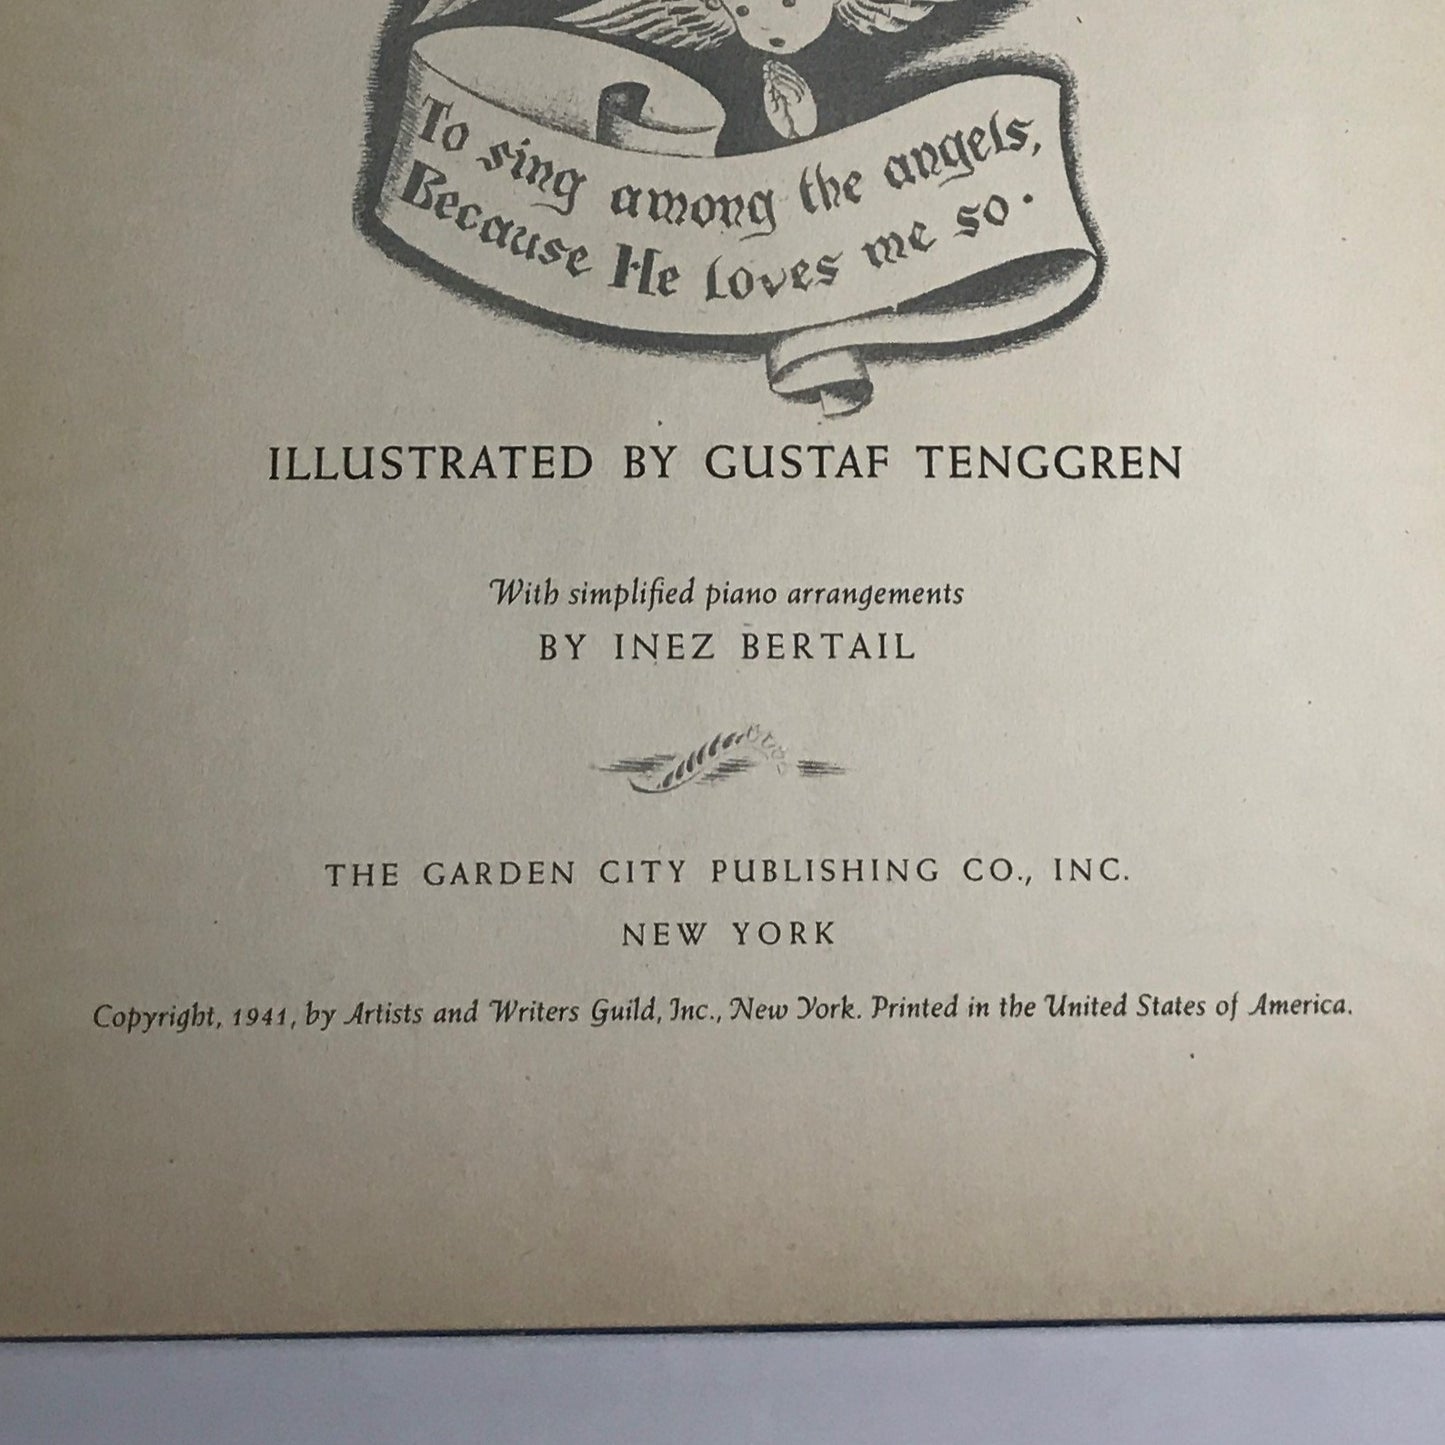 To sing among the angels,
Because He loves me so.
ILLUSTRATED BY GUSTAF TENGGREN
With simplified piano arrangements
BY INEZ BERTAIL
THE GARDEN CITY PUBLISHING CO., INC.
NEW YORK
Copyright, 1941, by Artists and Writers Guild, Inc., New York. Printed in the United States of America.